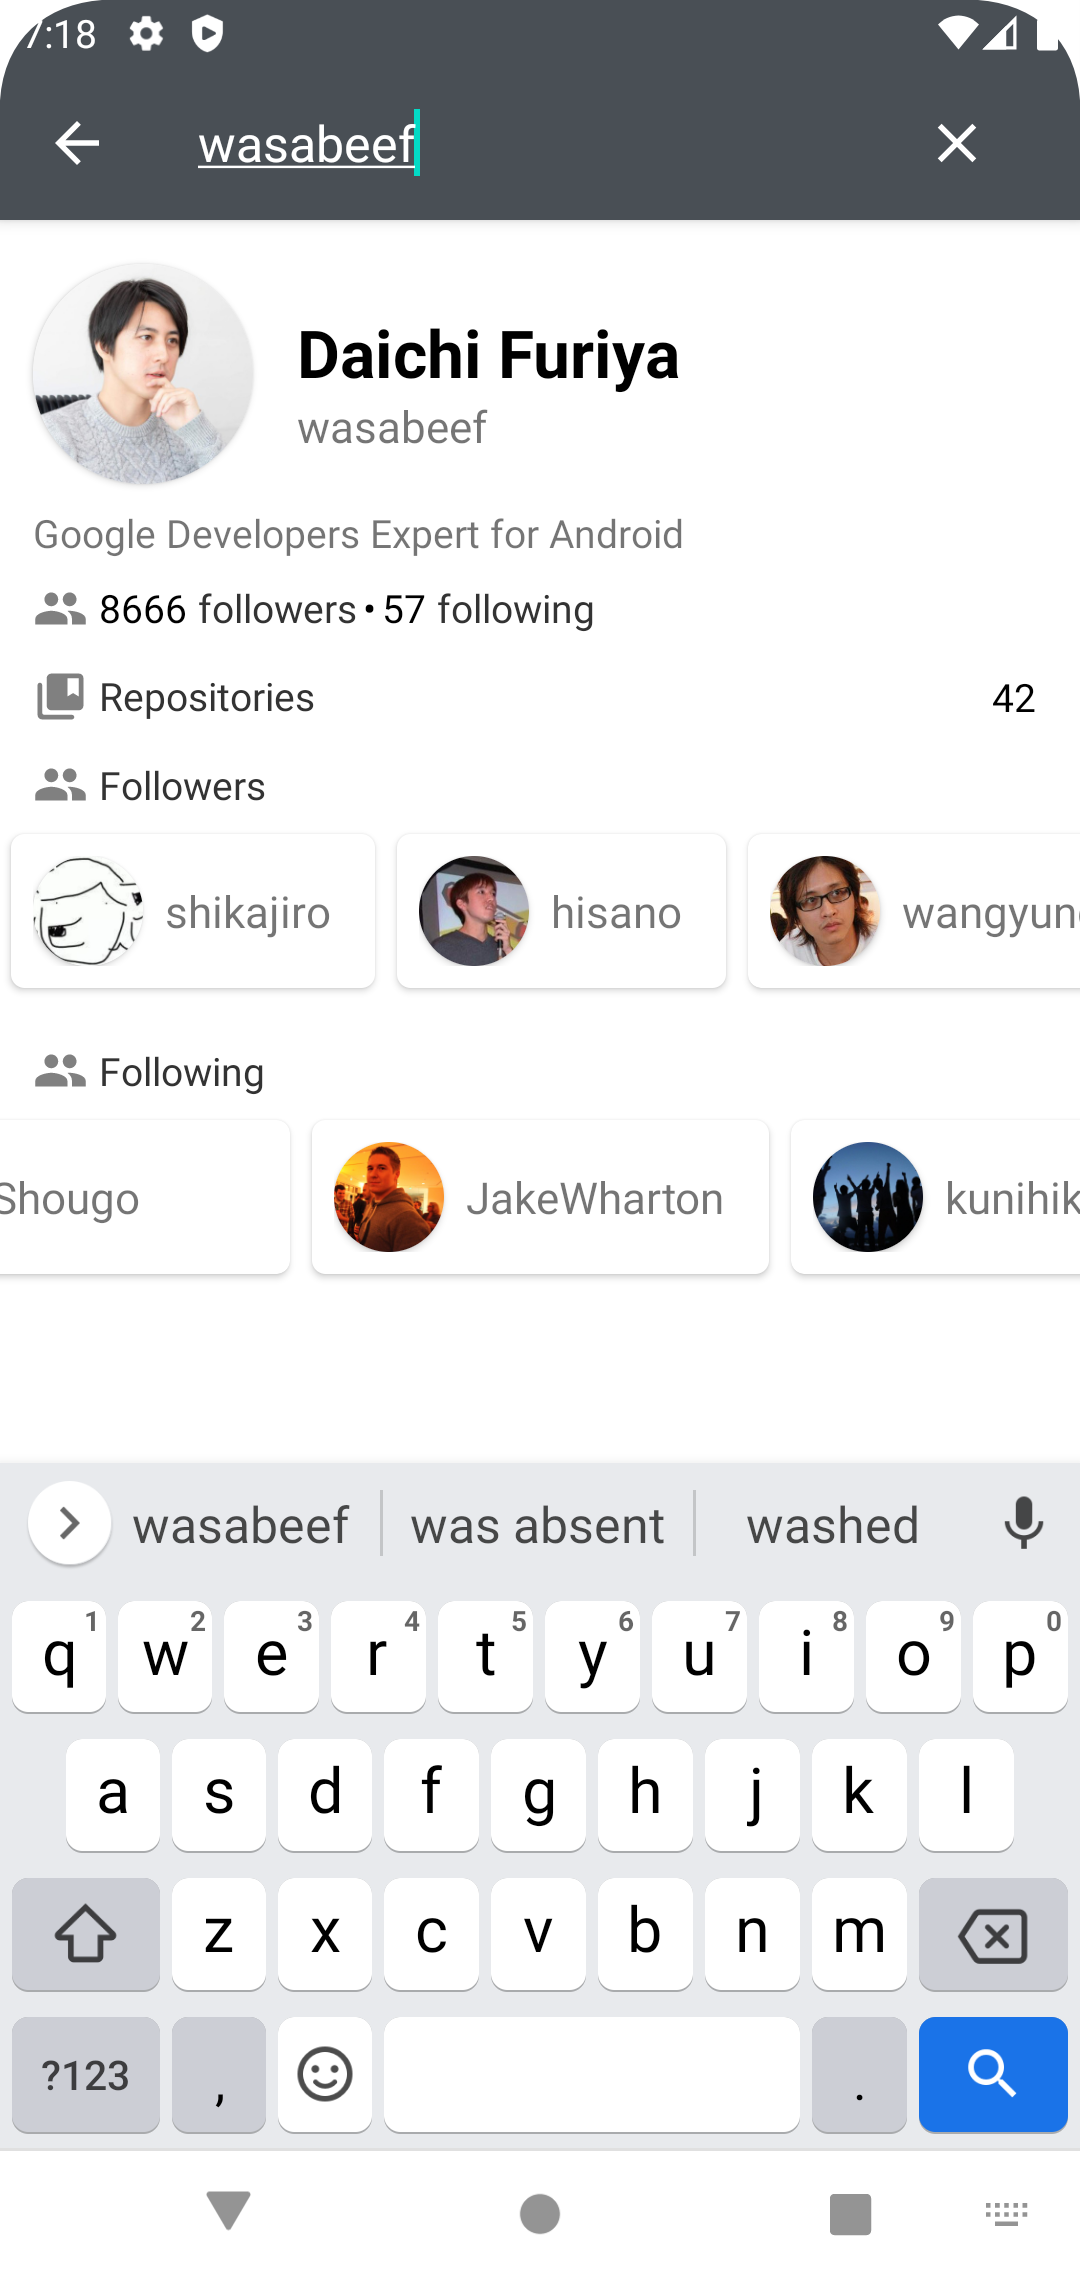 7:18
wasabeef
Daichi Furiya
wasabeef
Google Developers Expert for Android
8666 followers • 57 following
Repositories 42
Followers
shikajiro hisano wangyun
Following
Shougo JakeWharton kunihik
wasabeef was absent washed
1 2 3 4 5 6 7 8 9 0
q w e r t y u i o p
a s d f g h j k l
z x c v b n m
?123 , .